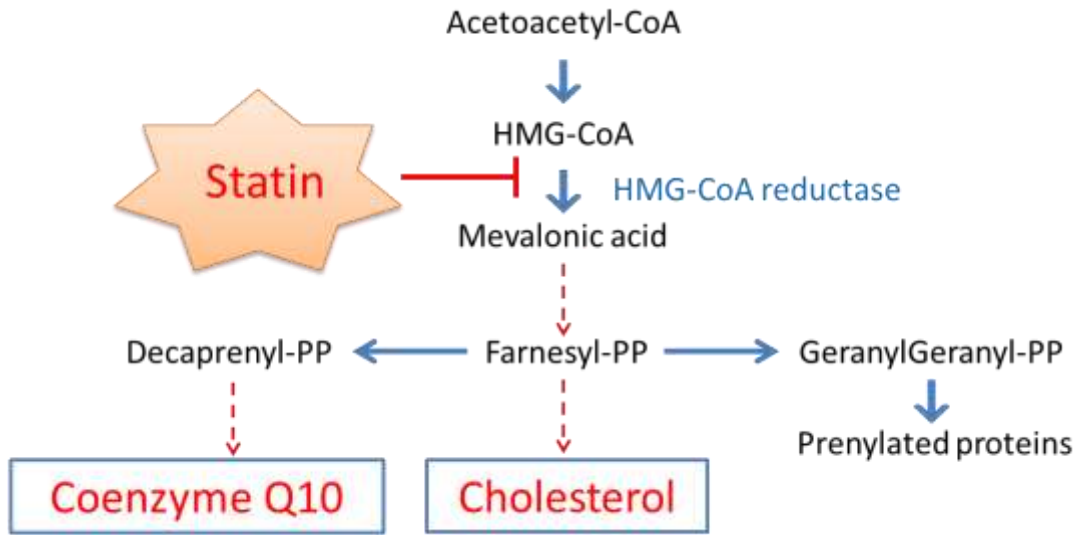 Acetoacetyl-CoA
HMG-CoA
Statin
HMG-CoA reductase
Mevalonic acid
Decaprenyl-PP
Farnesyl-PP
GeranylGeranyl-PP
Prenylated proteins
Coenzyme Q10
Cholesterol